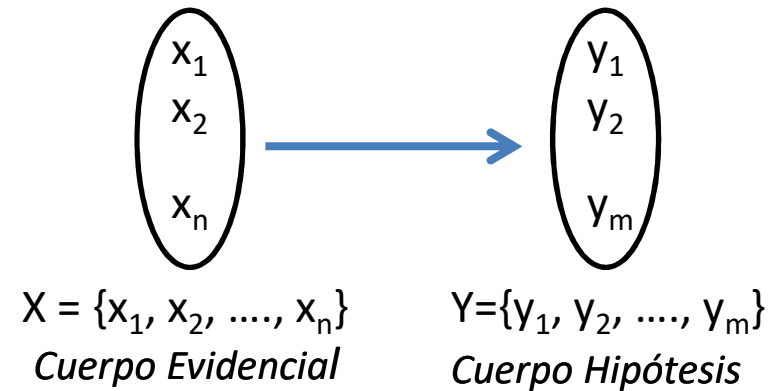 x₁ y₁
x₂ y₂
xₙ yₘ
X = {x₁, x₂, …., xₙ} Y={y₁, y₂, …., yₘ}
Cuerpo Evidencial Cuerpo Hipótesis